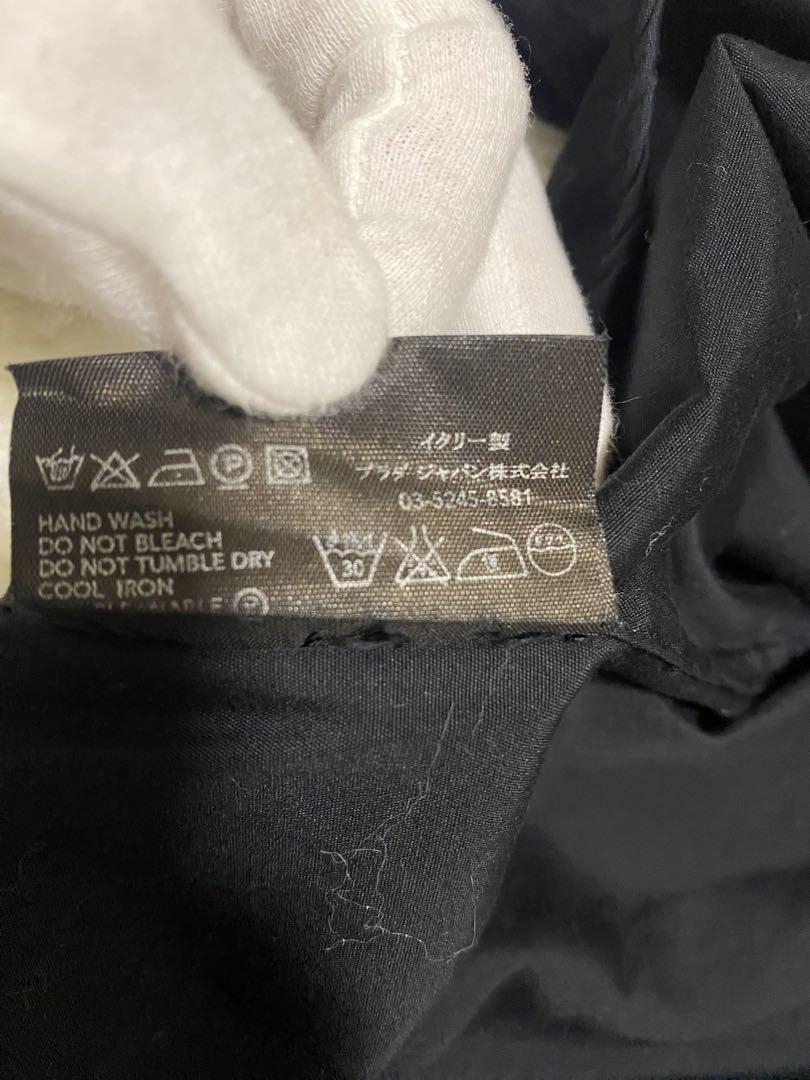 イタリー製
プラダ ジャパン株式会社
03-5245-8581
P
HAND WASH
DO NOT BLEACH
DO NOT TUMBLE DRY
COOL IRON
30